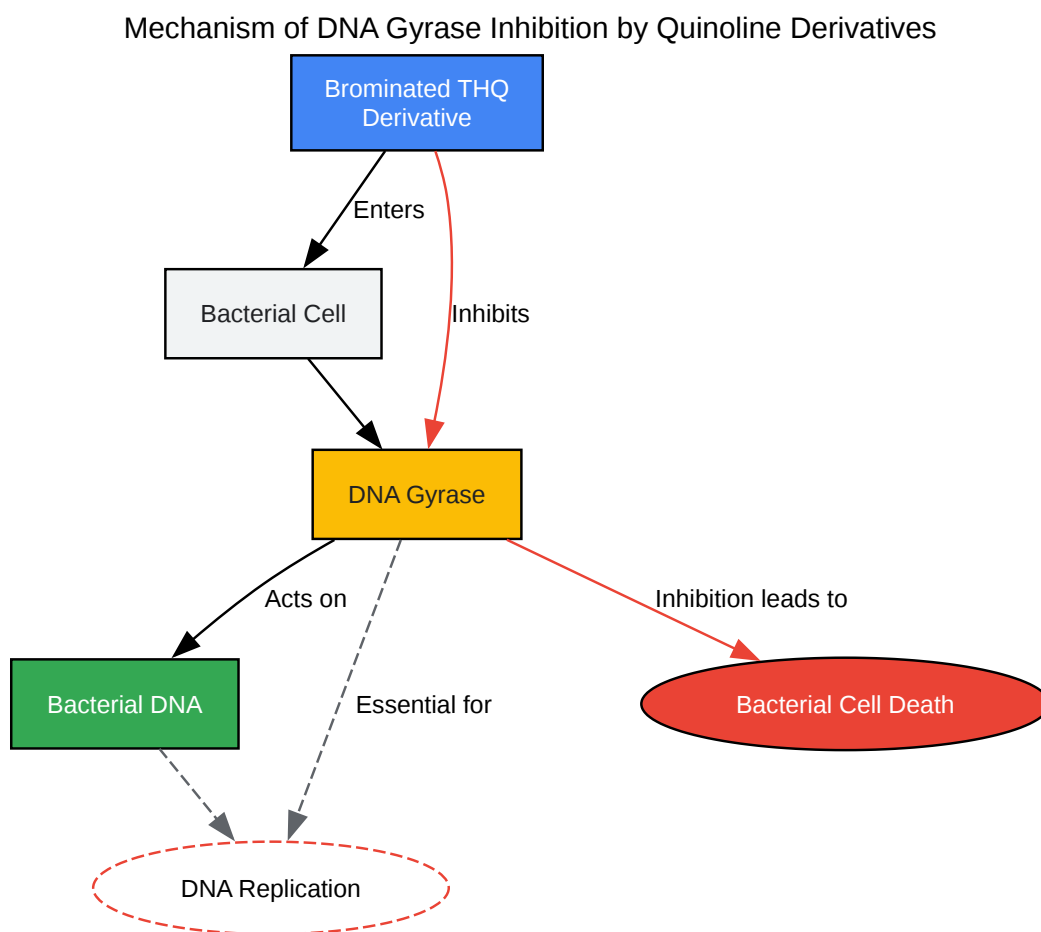 Mechanism of DNA Gyrase Inhibition by Quinoline Derivatives
Brominated THQ
Derivative
Enters
Bacterial Cell
Inhibits
DNA Gyrase
Acts on
Inhibition leads to
Bacterial DNA
Essential for
Bacterial Cell Death
DNA Replication